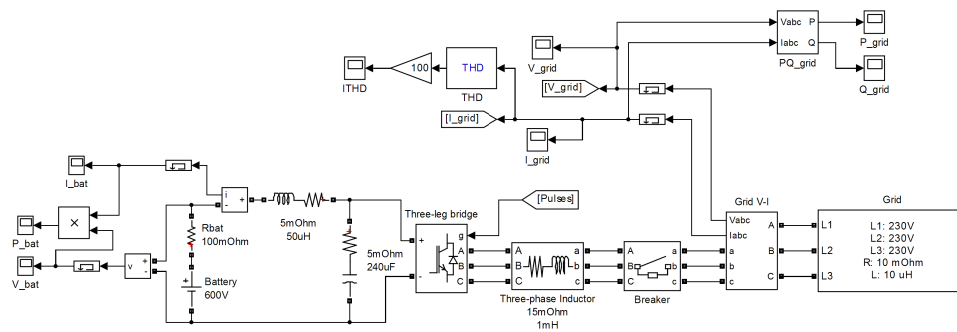 Vabc
P
Iabc
Q
PQ_grid
P_grid
Q_grid
V_grid
100
THD
THD
ITHD
[V_grid]
[I_grid]
I_grid
I_bat
i
+
-
P_bat
×
V_bat
v
+
-
Rbat
100mOhm
+
Battery
600V
5mOhm
50uH
5mOhm
240uF
Three-leg bridge
+
-
g
A
B
C
[Pulses]
A
B
C
a
b
c
Three-phase Inductor
15mOhm
1mH
A
B
C
a
b
c
Breaker
Grid V-I
Vabc
Iabc
A
a
B
b
C
c
Grid
L1
L2
L3
L1: 230V
L2: 230V
L3: 230V
R: 10 mOhm
L: 10 uH